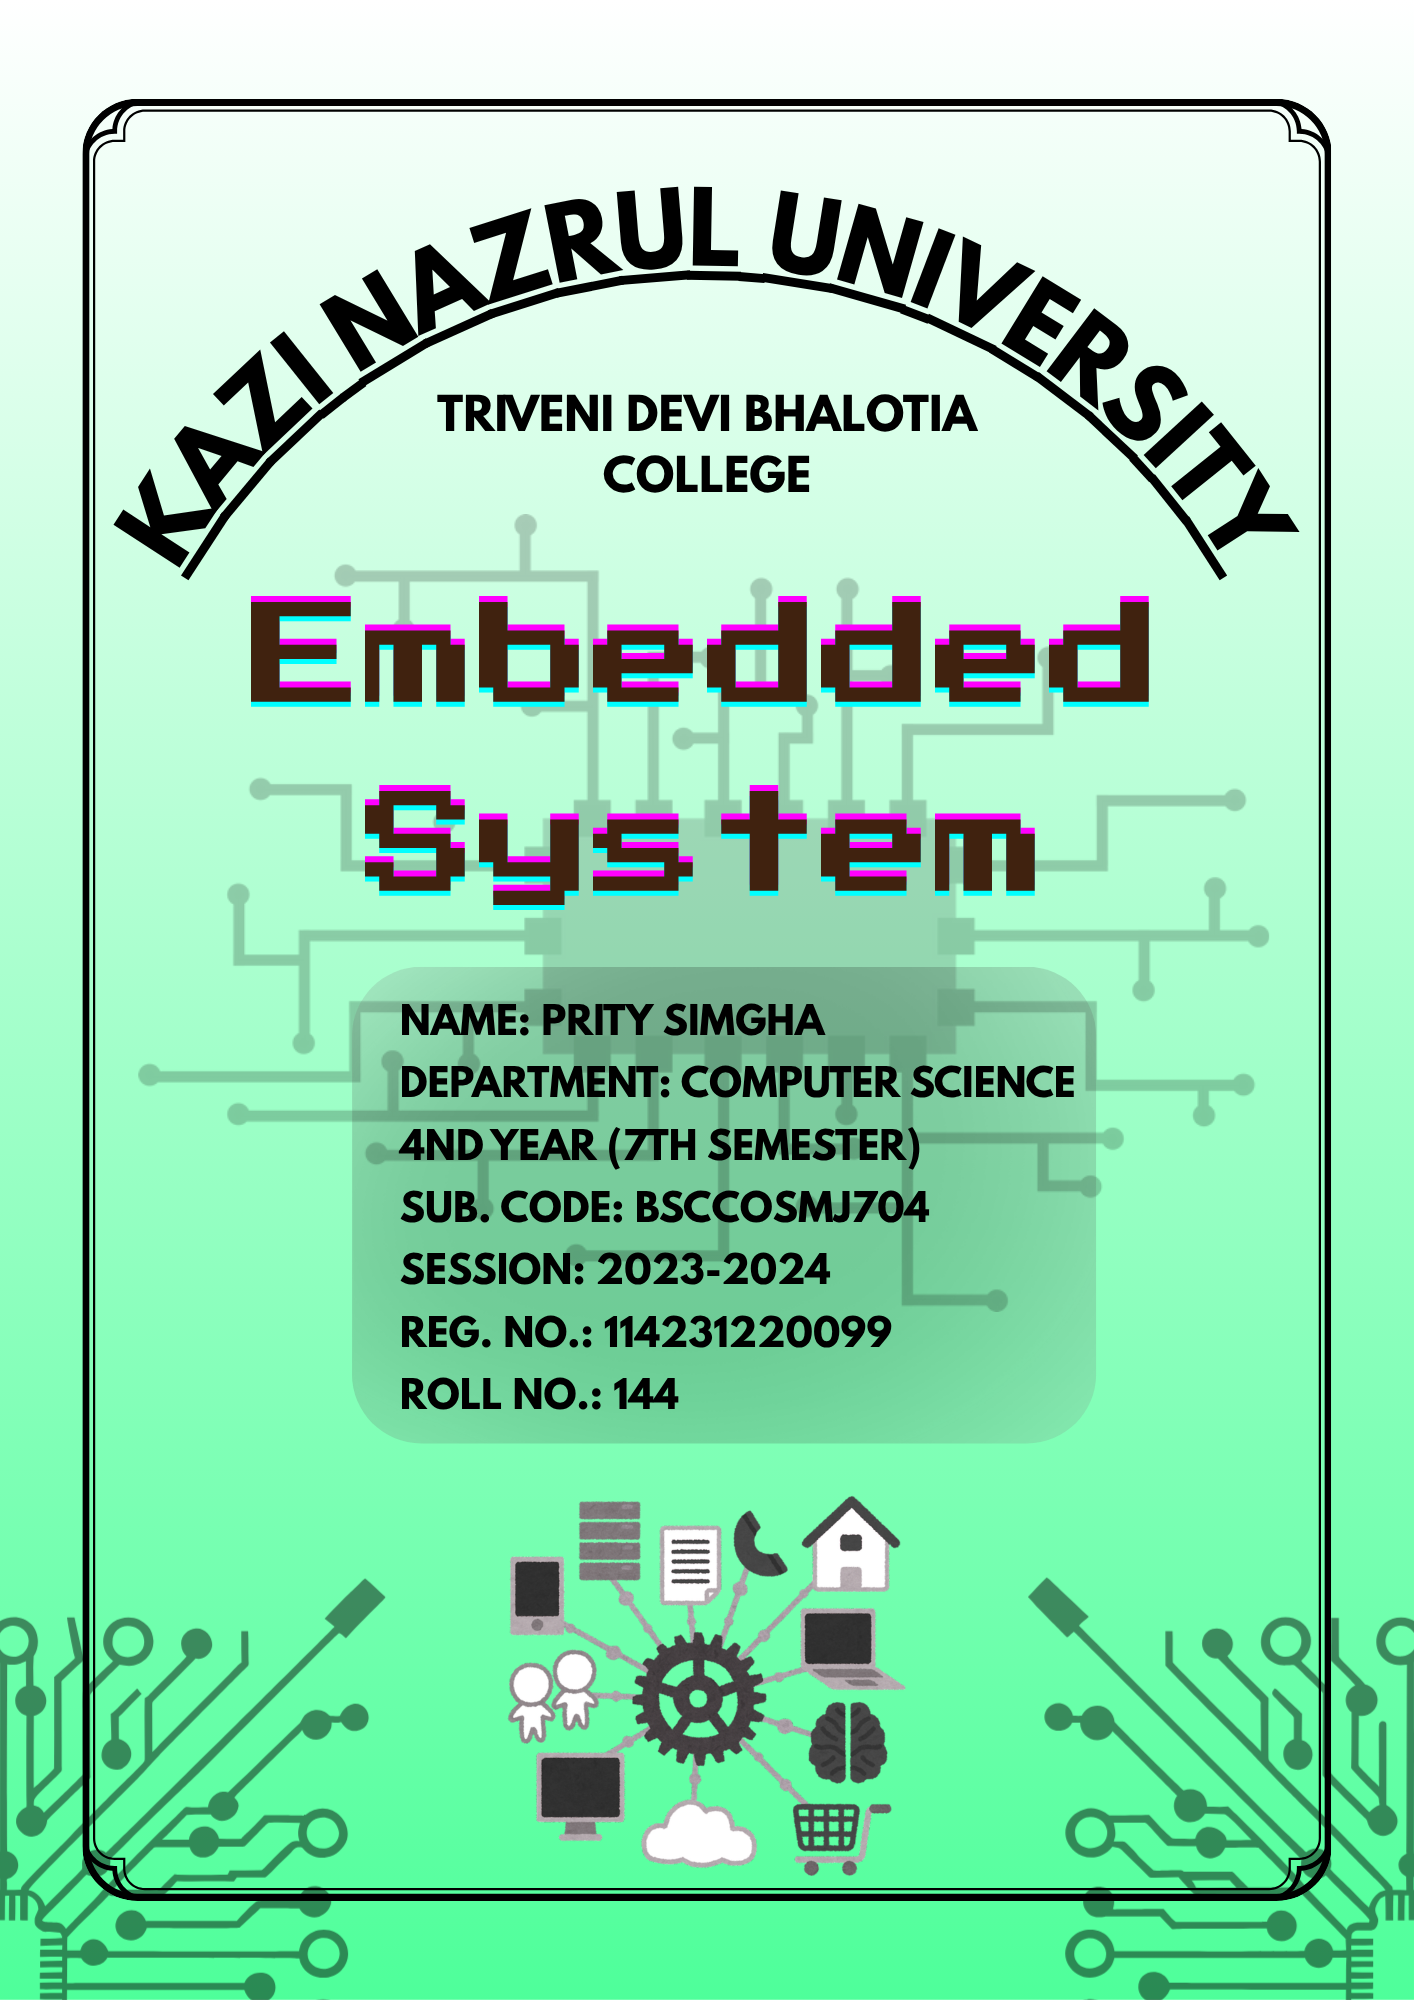 KAZI NAZRUL UNIVERSITY
TRIVENI DEVI BHALOTIA
COLLEGE
Embedded
System
NAME: PRITY SIMGHA
DEPARTMENT: COMPUTER SCIENCE
4ND YEAR (7TH SEMESTER)
SUB. CODE: BSCCOSMJ704
SESSION: 2023-2024
REG. NO.: 114231220099
ROLL NO.: 144